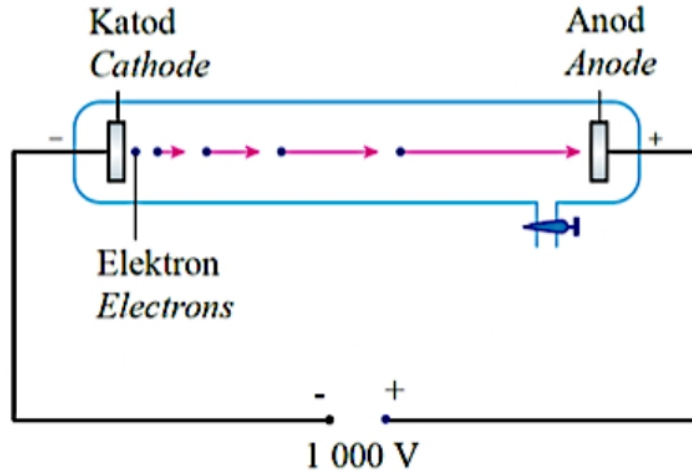 Katod
Cathode
Anod
Anode
−
+
Elektron
Electrons
- +
1 000 V